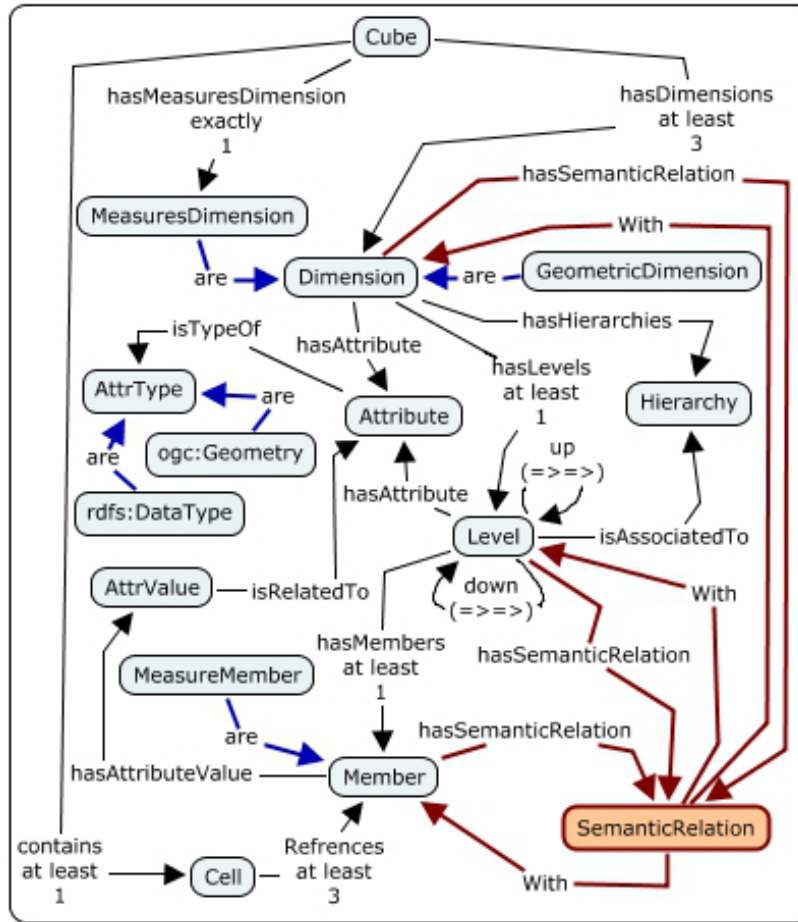 Cube
hasMeasuresDimension
exactly
1
hasDimensions
at least
3
hasSemanticRelation
MeasuresDimension
With
are
Dimension
are
GeometricDimension
isTypeOf
hasAttribute
hasHierarchies
hasLevels
at least
1
AttrType
are
Attribute
Hierarchy
up
(=>=>)
are
ogc:Geometry
hasAttribute
rdfs:DataType
Level
isAssociatedTo
AttrValue
isRelatedTo
down
(=>=>)
With
hasMembers
at least
1
hasSemanticRelation
MeasureMember
are
hasSemanticRelation
hasAttributeValue
Member
SemanticRelation
contains
at least
1
Cell
Refrences
at least
3
With